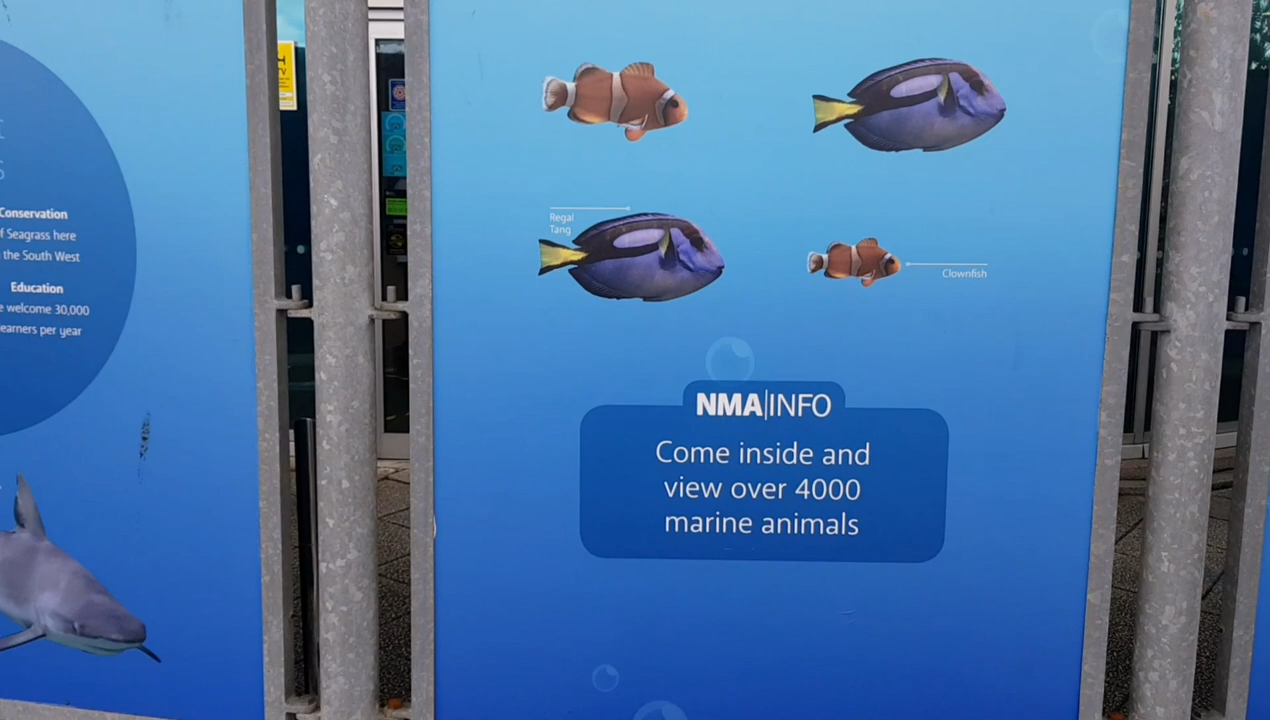 Conservation
f Seagrass here
the South West
Education
e welcome 30,000
earners per year
Regal
Tang
Clownfish
NMA|INFO
Come inside and
view over 4000
marine animals